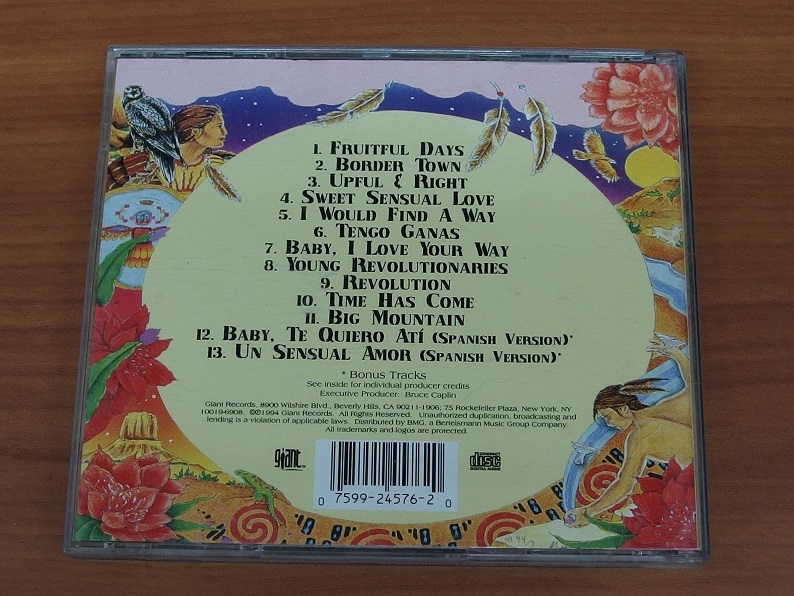 1. Fruitful Days
2. Border Town
3. Upful & Right
4. Sweet Sensual Love
5. I Would Find A Way
6. Tengo Ganas
7. Baby, I Love Your Way
8. Young Revolutionaries
9. Revolution
10. Time Has Come
11. Big Mountain
12. Baby, Te Quiero Atí (Spanish Version)*
13. Un Sensual Amor (Spanish Version)*
* Bonus Tracks
See inside for individual producer credits
Executive Producer: Bruce Caplin
Giant Records, 8900 Wilshire Blvd., Beverly Hills, CA 90211-1906; 75 Rockefeller Plaza, New York, NY
10019-6908. ©℗1994 Giant Records. All Rights Reserved. Unauthorized duplication, broadcasting and
lending is a violation of applicable laws. Distributed by BMG, a Bertelsmann Music Group Company.
All trademarks and logos are protected.
giant™
COMPACT
disc
DIGITAL AUDIO
0 7599-24576-2 0